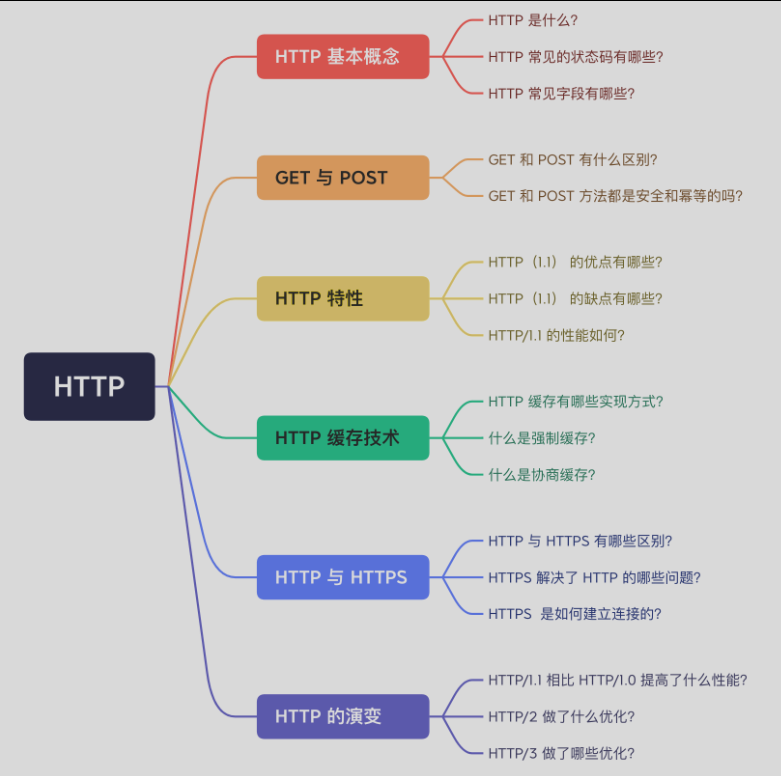 HTTP
HTTP 基本概念
HTTP 是什么?
HTTP 常见的状态码有哪些?
HTTP 常见字段有哪些?
GET 与 POST
GET 和 POST 有什么区别?
GET 和 POST 方法都是安全和幂等的吗?
HTTP 特性
HTTP（1.1） 的优点有哪些?
HTTP（1.1） 的缺点有哪些?
HTTP/1.1 的性能如何?
HTTP 缓存技术
HTTP 缓存有哪些实现方式?
什么是强制缓存?
什么是协商缓存?
HTTP 与 HTTPS
HTTP 与 HTTPS 有哪些区别?
HTTPS 解决了 HTTP 的哪些问题?
HTTPS  是如何建立连接的?
HTTP 的演变
HTTP/1.1 相比 HTTP/1.0 提高了什么性能?
HTTP/2 做了什么优化?
HTTP/3 做了哪些优化?